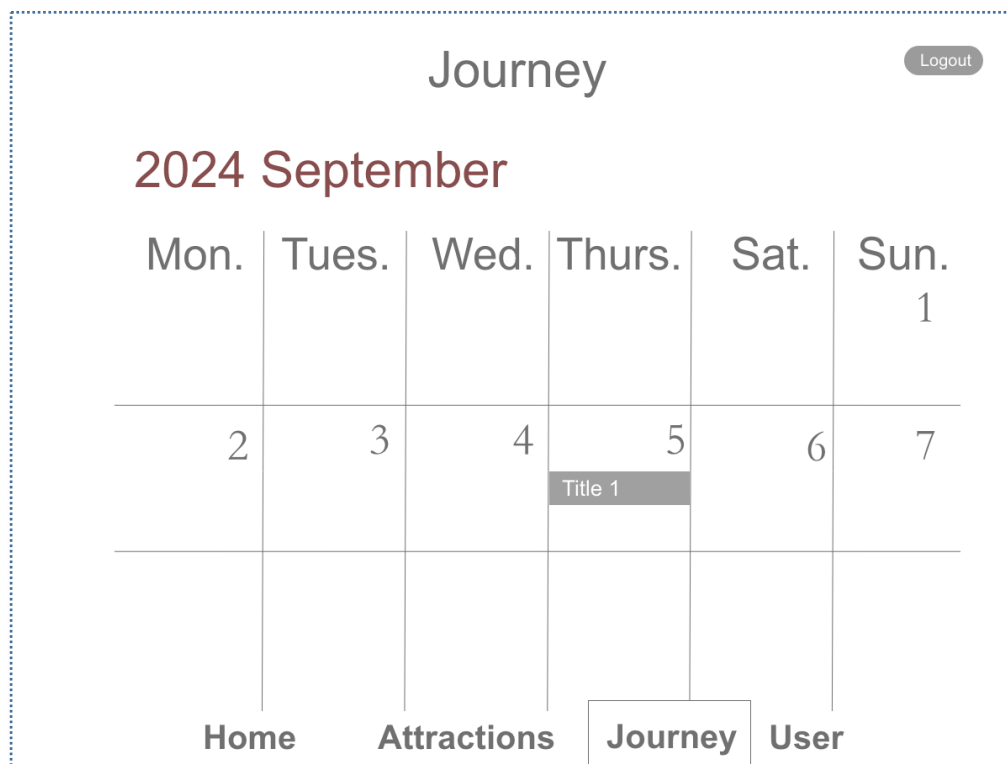 Journey
Logout
2024 September
Mon. Tues. Wed. Thurs. Sat. Sun.
1
2 3 4 5 6 7
Title 1
Home Attractions Journey User